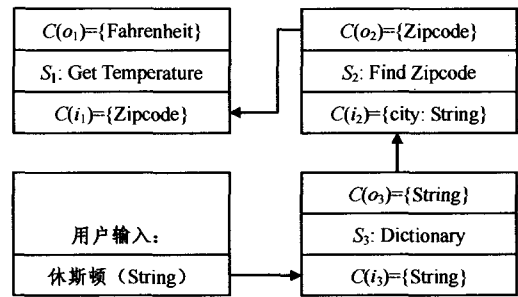 C(o₁)={Fahrenheit}
S₁: Get Temperature
C(i₁)={Zipcode}
C(o₂)={Zipcode}
S₂: Find Zipcode
C(i₂)={city: String}
用户输入：
休斯顿（String）
C(o₃)={String}
S₃: Dictionary
C(i₃)={String}